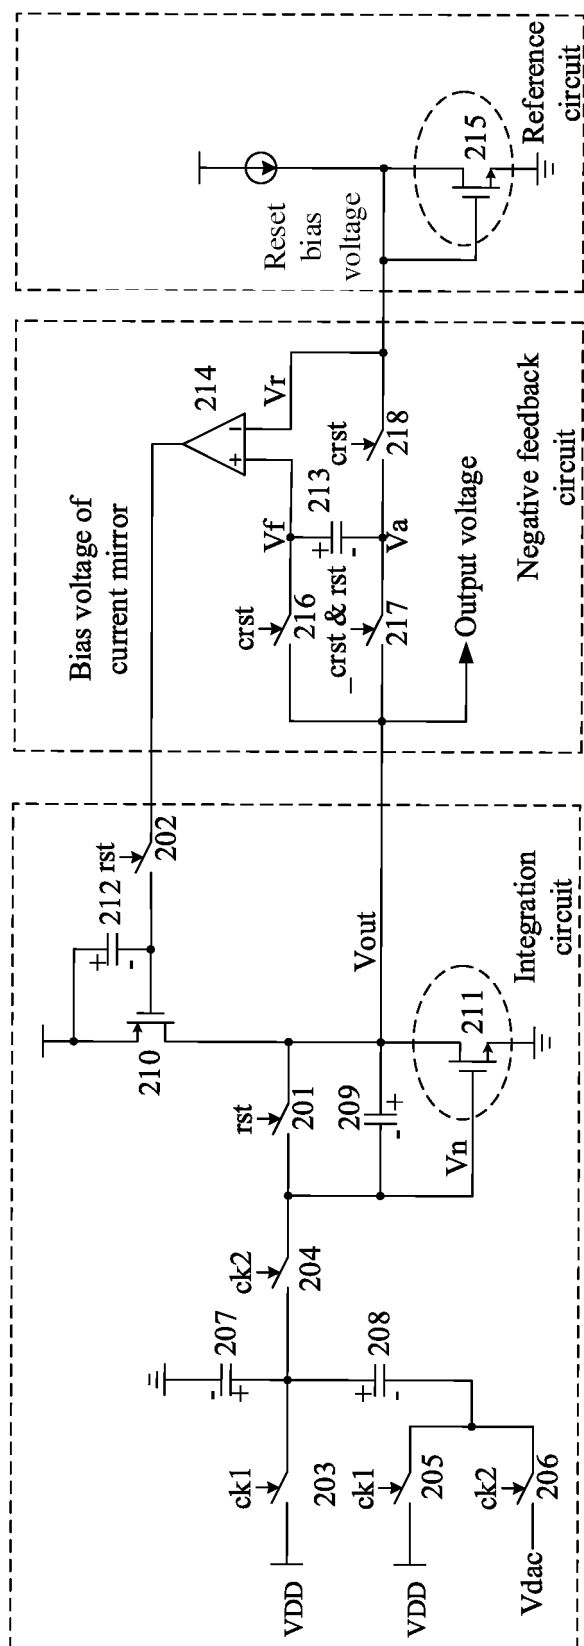 Bias voltage of
current mirror
214
Vr
Reset
bias
voltage
215
Reference
circuit
212
rst
202
210
rst
201
209
Vout
Vn
211
Integration
circuit
crst
216
Vf
213
crst
218
_crst & rst
217
Va
Output voltage
Negative feedback
circuit
ck2
204
207
208
ck1
203
VDD
ck1
205
VDD
ck2
206
Vdac